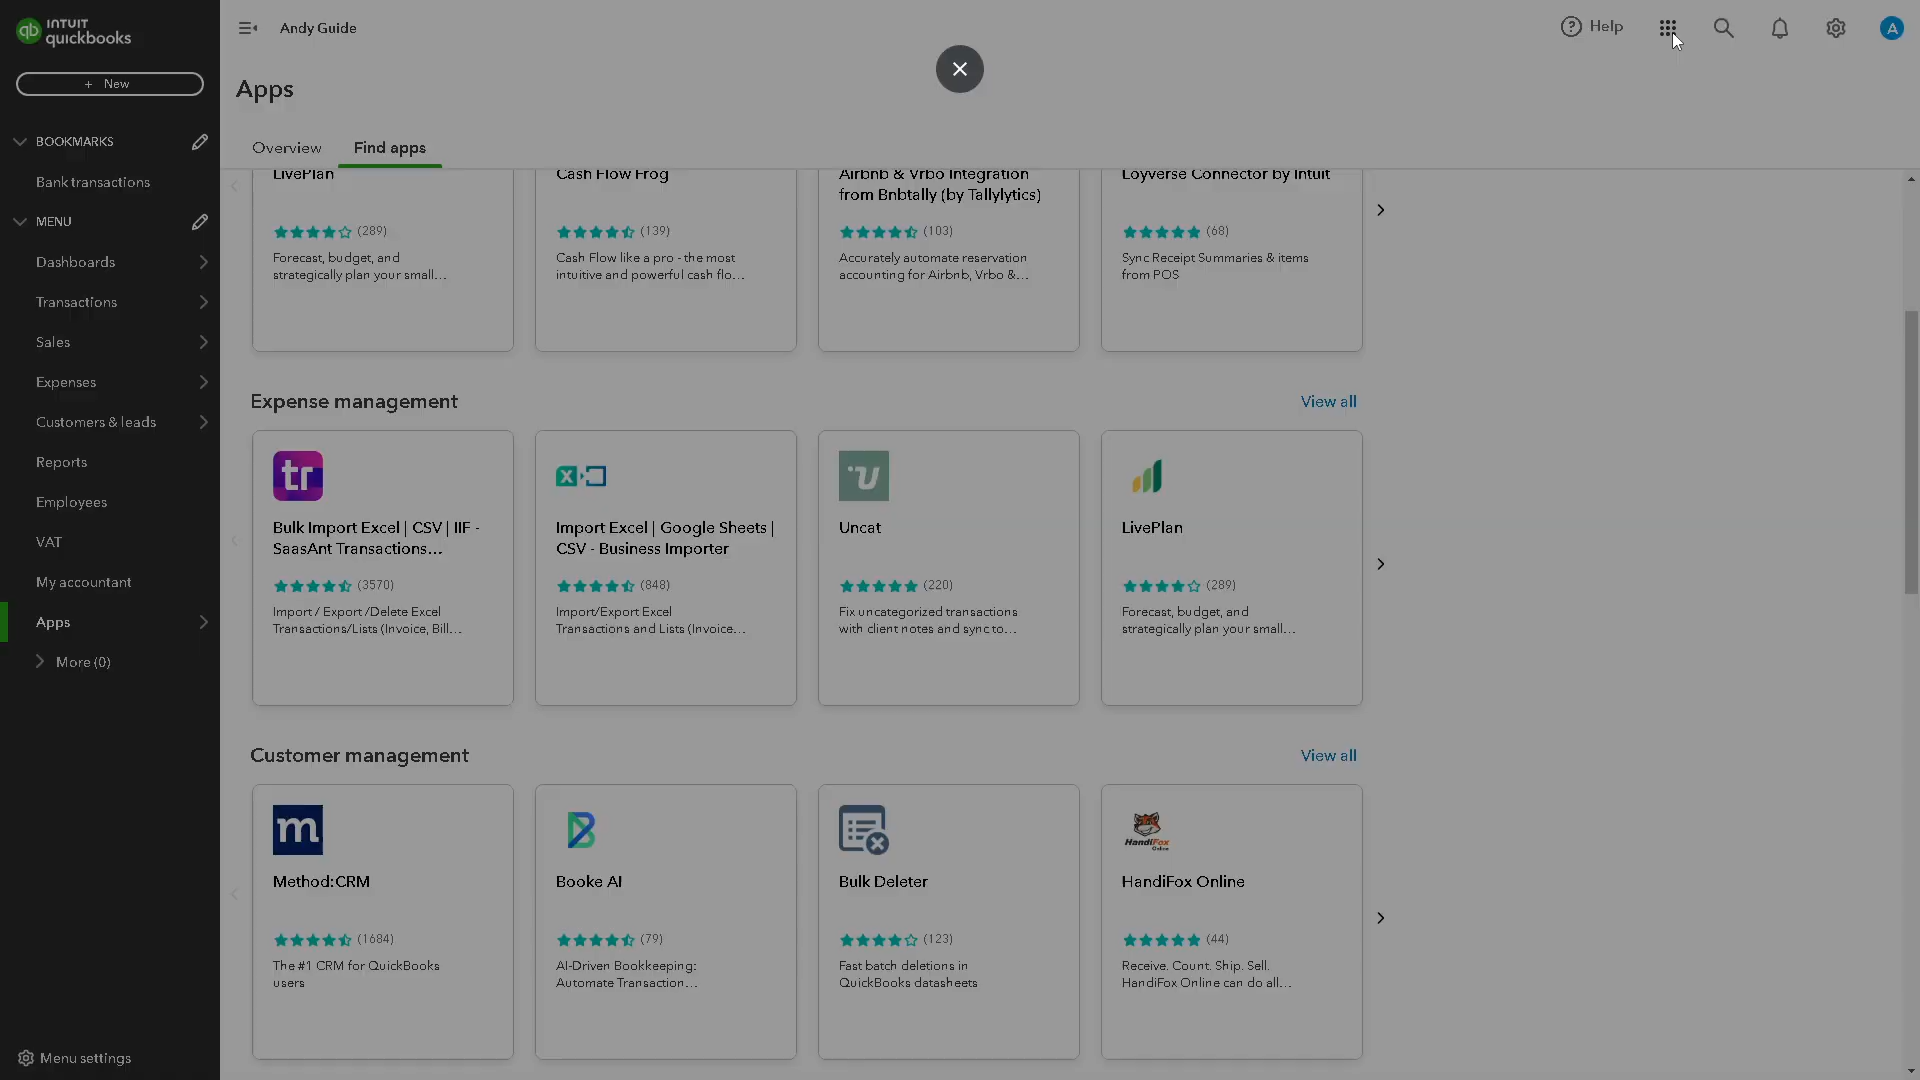 INTUIT
quickbooks
Andy Guide
Help
A
+ New
Apps
BOOKMARKS
Overview
Find apps
Bank transactions
MENU
Dashboards
Transactions
Sales
Expenses
Customers & leads
Reports
Employees
VAT
My accountant
Apps
More (0)
Menu settings
LivePlan
(289)
Forecast, budget, and
strategically plan your small...
Cash Flow Frog
(139)
Cash Flow like a pro - the most
intuitive and powerful cash flo...
Airbnb & Vrbo Integration
from Bnbtally (by Tallylytics)
(103)
Accurately automate reservation
accounting for Airbnb, Vrbo &...
Loyverse Connector by Intuit
(68)
Sync Receipt Summaries & items
from POS
Expense management
View all
tr
Bulk Import Excel | CSV | IIF -
SaasAnt Transactions...
(3570)
Import / Export /Delete Excel
Transactions/Lists (Invoice, Bill...
Import Excel | Google Sheets |
CSV - Business Importer
(848)
Import/Export Excel
Transactions and Lists (Invoice...
Uncat
(220)
Fix uncategorized transactions
with client notes and sync to...
LivePlan
(289)
Forecast, budget, and
strategically plan your small...
Customer management
View all
m
Method:CRM
(1684)
The #1 CRM for QuickBooks
users
Booke AI
(79)
AI-Driven Bookkeeping:
Automate Transaction...
Bulk Deleter
(123)
Fast batch deletions in
QuickBooks datasheets
HandiFox
Online
HandiFox Online
(44)
Receive. Count. Ship. Sell.
HandiFox Online can do all...